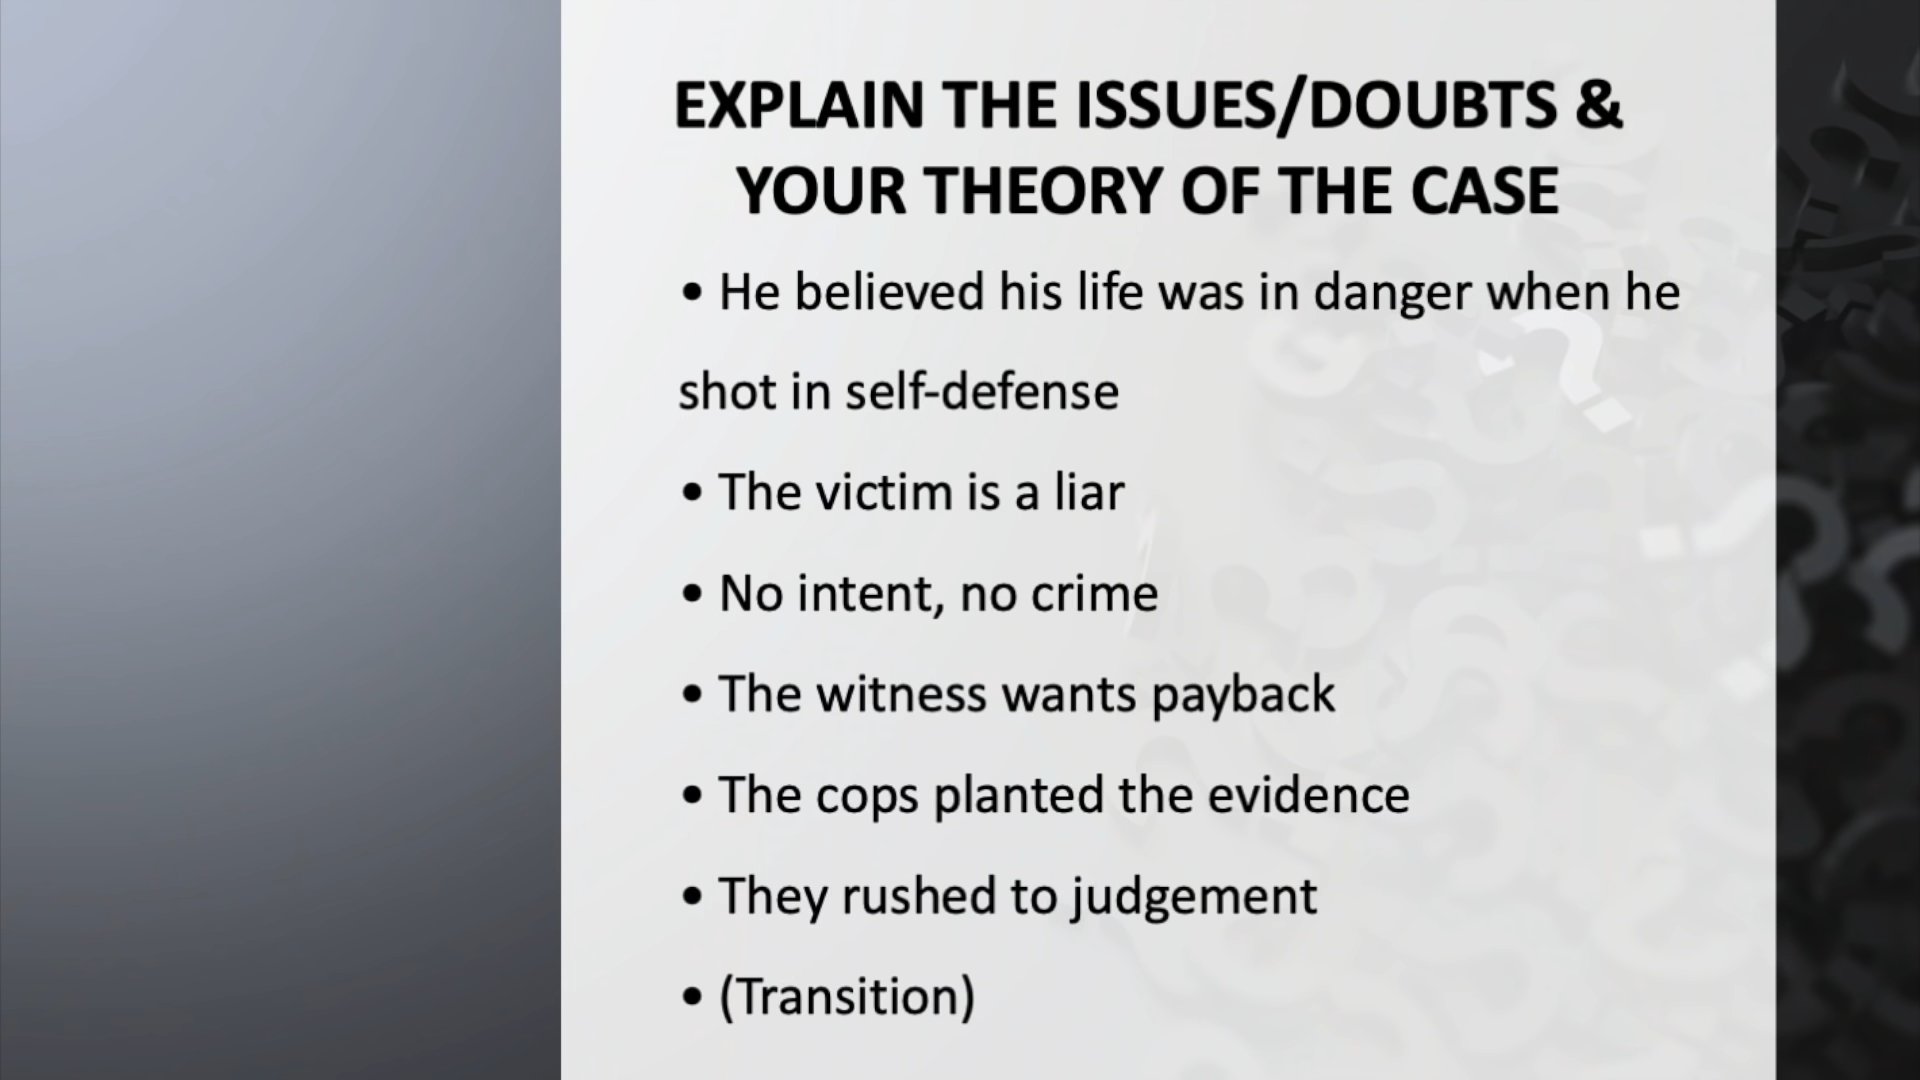 EXPLAIN THE ISSUES/DOUBTS &
YOUR THEORY OF THE CASE
• He believed his life was in danger when he
shot in self-defense
• The victim is a liar
• No intent, no crime
• The witness wants payback
• The cops planted the evidence
• They rushed to judgement
• (Transition)